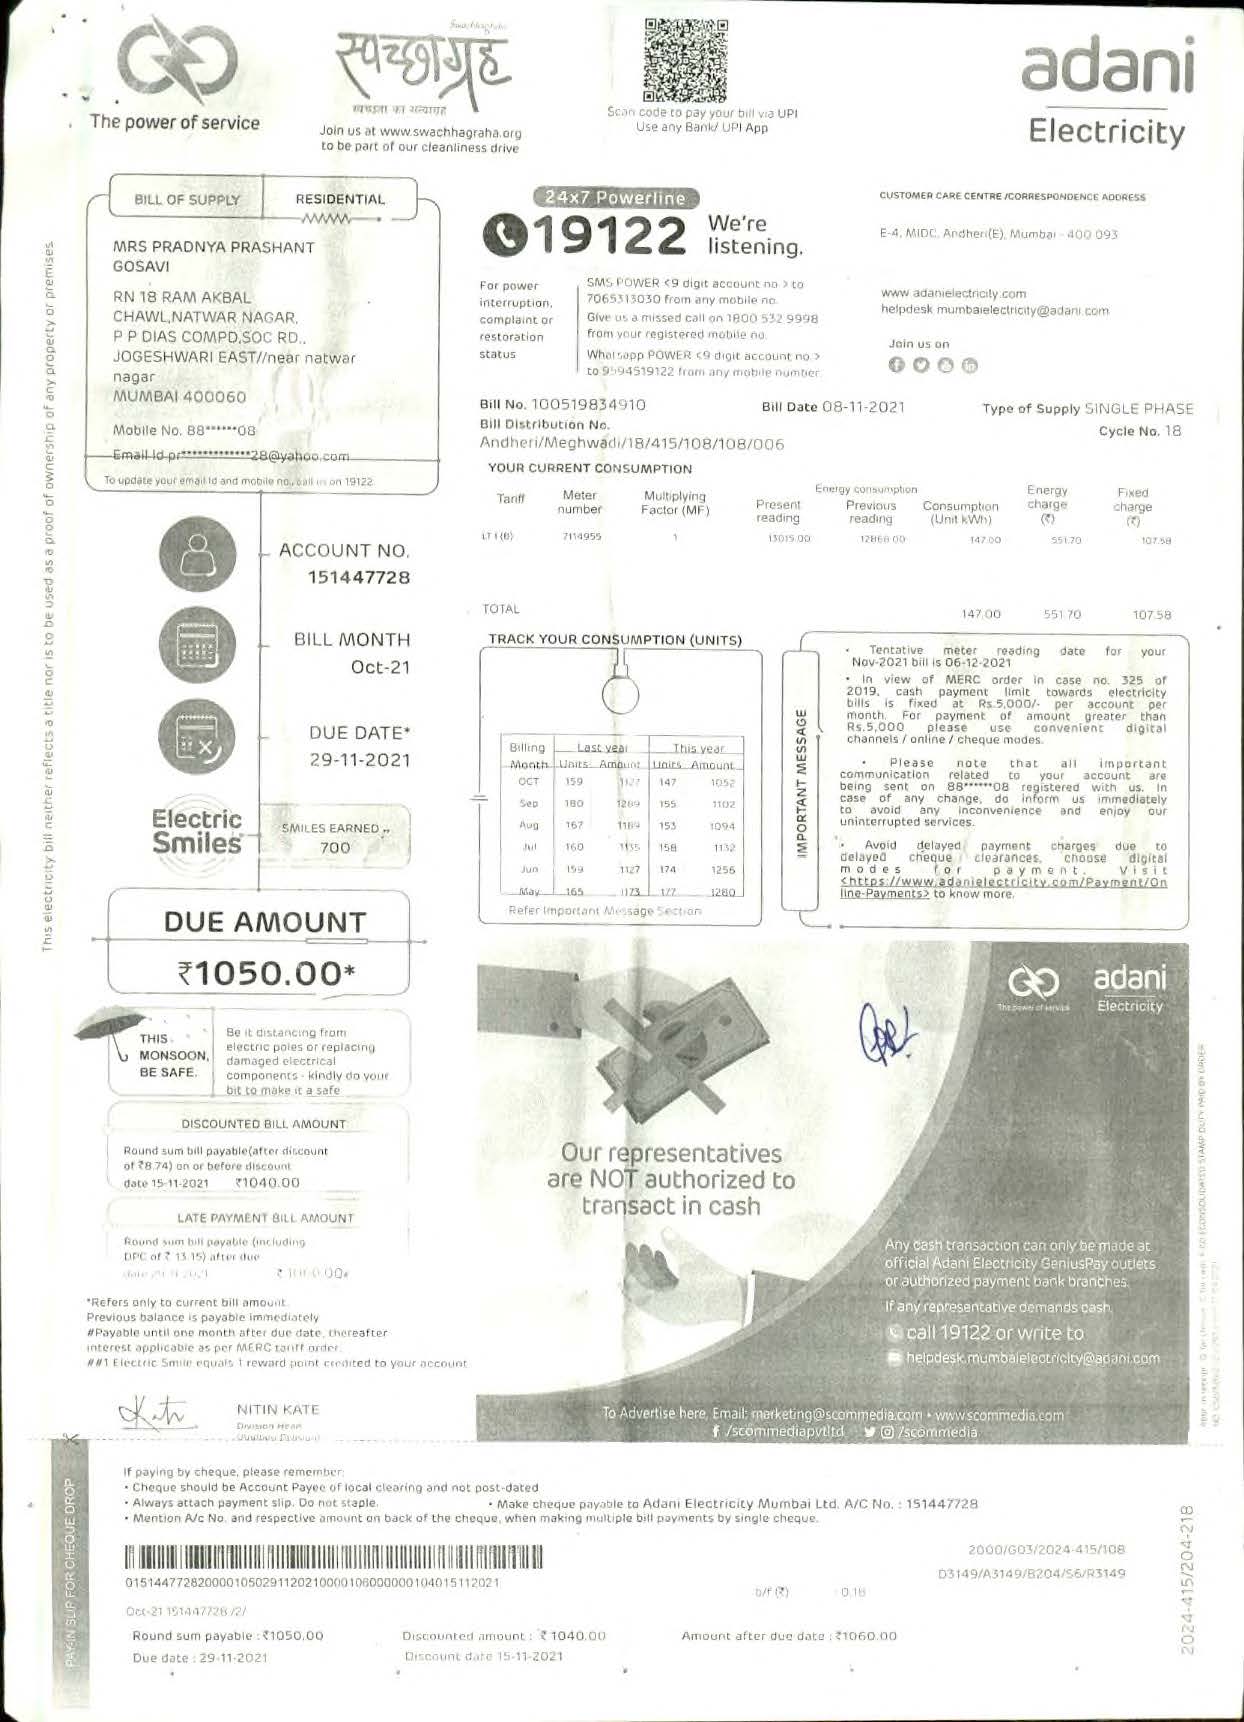 The power of service
Swachhagraha
स्वच्छाग्रह
स्वच्छता का सत्याग्रह
Join us at www.swachhagraha.org
to be part of our cleanliness drive
Scan code to pay your bill via UPI
Use any Bank/ UPI App
adani
Electricity
BILL OF SUPPLY
RESIDENTIAL
MRS PRADNYA PRASHANT
GOSAVI
RN 18 RAM AKBAL
CHAWL,NATWAR NAGAR,
P P DIAS COMPD,SOC RD.,
JOGESHWARI EAST//near natwar
nagar
MUMBAI 400060
Mobile No. 88******08
Email Id pr*************28@yahoo.com
To update your email Id and mobile no., call us on 19122
This electricity bill neither reflects a title nor is to be used as a proof of ownership of any property or premises
24x7 Powerline
19122 We're
listening.
For power
interruption,
complaint or
restoration
status
SMS POWER <9 digit account no > to
7065313030 from any mobile no.
Give us a missed call on 1800 532 9998
from your registered mobile no
Whatsapp POWER <9 digit account no >
to 9594519122 from any mobile number
CUSTOMER CARE CENTRE /CORRESPONDENCE ADDRESS
E-4, MIDC, Andheri(E), Mumbai - 400 093
www adanielectricity.com
helpdesk mumbaielectricity@adani.com
Join us on
Bill No. 100519834910
Bill Date 08-11-2021
Type of Supply SINGLE PHASE
Bill Distribution No.
Cycle No. 18
Andheri/Meghwadi/18/415/108/108/006
YOUR CURRENT CONSUMPTION
Tariff Meter number Multiplying Factor (MF) Energy consumption Present reading Previous reading Consumption (Unit kWh) Energy charge (₹) Fixed charge (₹)
LT I (B) 7114955 1 13015.00 12868.00 147.00 551.70 107.58
TOTAL 147.00 551.70 107.58
ACCOUNT NO.
151447728
BILL MONTH
Oct-21
DUE DATE*
29-11-2021
Electric
Smiles
SMILES EARNED
700
DUE AMOUNT
₹1050.00*
THIS
MONSOON,
BE SAFE.
Be it distancing from
electric poles or replacing
damaged electrical
components - kindly do your
bit to make it a safe
DISCOUNTED BILL AMOUNT
Round sum bill payable(after discount
of ₹8.74) on or before discount
date 15-11-2021 ₹1040.00
LATE PAYMENT BILL AMOUNT
Round sum bill payable (including
DPC of ₹ 13.15) after due
date 29-11-2021
*Refers only to current bill amount.
Previous balance is payable immediately
#Payable until one month after due date, thereafter
interest applicable as per MERC tariff order.
##1 Electric Smile equals 1 reward point credited to your account
NITIN KATE
Division Head
TRACK YOUR CONSUMPTION (UNITS)
Billing Last year This year
Month Units Amount Units Amount
OCT 159 1127 147 1052
Sep 180 1289 155 1102
Aug 167 1189 153 1094
Jul 160 1135 158 1132
Jun 159 1127 174 1256
May 165 1173 177 1280
Refer Important Message Section
IMPORTANT MESSAGE
• Tentative meter reading date for your
Nov-2021 bill is 06-12-2021
• In view of MERC order in case no. 325 of
2019, cash payment limit towards electricity
bills is fixed at Rs.5,000/- per account per
month. For payment of amount greater than
Rs.5,000 please use convenient digital
channels / online / cheque modes.
• Please note that all important
communication related to your account are
being sent on 88******08 registered with us. In
case of any change, do inform us immediately
to avoid any inconvenience and enjoy our
uninterrupted services.
• Avoid delayed payment charges due to
delayed cheque clearances, choose digital
modes for payment. Visit
<https://www.adanielectricity.com/Payment/On
line-Payments> to know more.
adani
The power of service
Electricity
Our representatives
are NOT authorized to
transact in cash
Any cash transaction can only be made at
official Adani Electricity GeniusPay outlets
or authorized payment bank branches.
If any representative demands cash,
call 19122 or write to
helpdesk.mumbaielectricity@adani.com
To Advertise here, Email: marketing@scommedia.com • www.scommedia.com
/scommediapvtltd /scommedia
PAY-IN SLIP FOR CHEQUE DROP
If paying by cheque, please remember:
• Cheque should be Account Payee of local clearing and not post-dated
• Always attach payment slip. Do not staple. • Make cheque payable to Adani Electricity Mumbai Ltd. A/C No. : 151447728
• Mention A/c No. and respective amount on back of the cheque, when making multiple bill payments by single cheque.
2000/G03/2024-415/108
D3149/A3149/B204/S6/R3149
b/f (₹) : 0.18
Oct-21 151447728 /2/
Round sum payable : ₹1050.00 Discounted amount : ₹ 1040.00 Amount after due date : ₹1060.00
Due date : 29-11-2021 Discount date 15-11-2021
2024-415/204-218